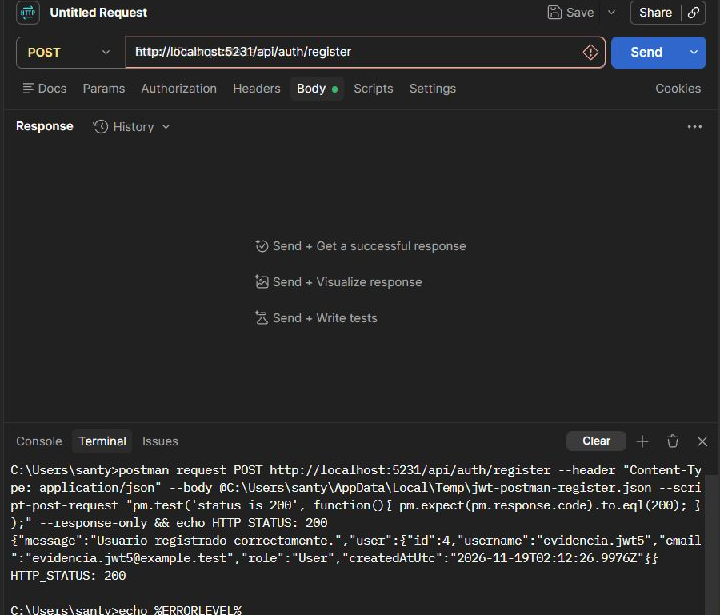 HTTP
Untitled Request
Save
Share
POST
http://localhost:5231/api/auth/register
Send
Docs
Params
Authorization
Headers
Body
Scripts
Settings
Cookies
Response
History
Send + Get a successful response
Send + Visualize response
Send + Write tests
Console
Terminal
Issues
Clear
C:\Users\santy>postman request POST http://localhost:5231/api/auth/register --header "Content-Ty
pe: application/json" --body @C:\Users\santy\AppData\Local\Temp\jwt-postman-register.json --scri
pt-post-request "pm.test('status is 200', function(){ pm.expect(pm.response.code).to.eql(200); }
);" --response-only && echo HTTP_STATUS: 200
{"message":"Usuario registrado correctamente.","user":{"id":4,"username":"evidencia.jwt5","email
":"evidencia.jwt5@example.test","role":"User","createdAtUtc":"2026-11-19T02:12:26.9976Z"}}
HTTP_STATUS: 200
C:\Users\santy>echo %ERRORLEVEL%